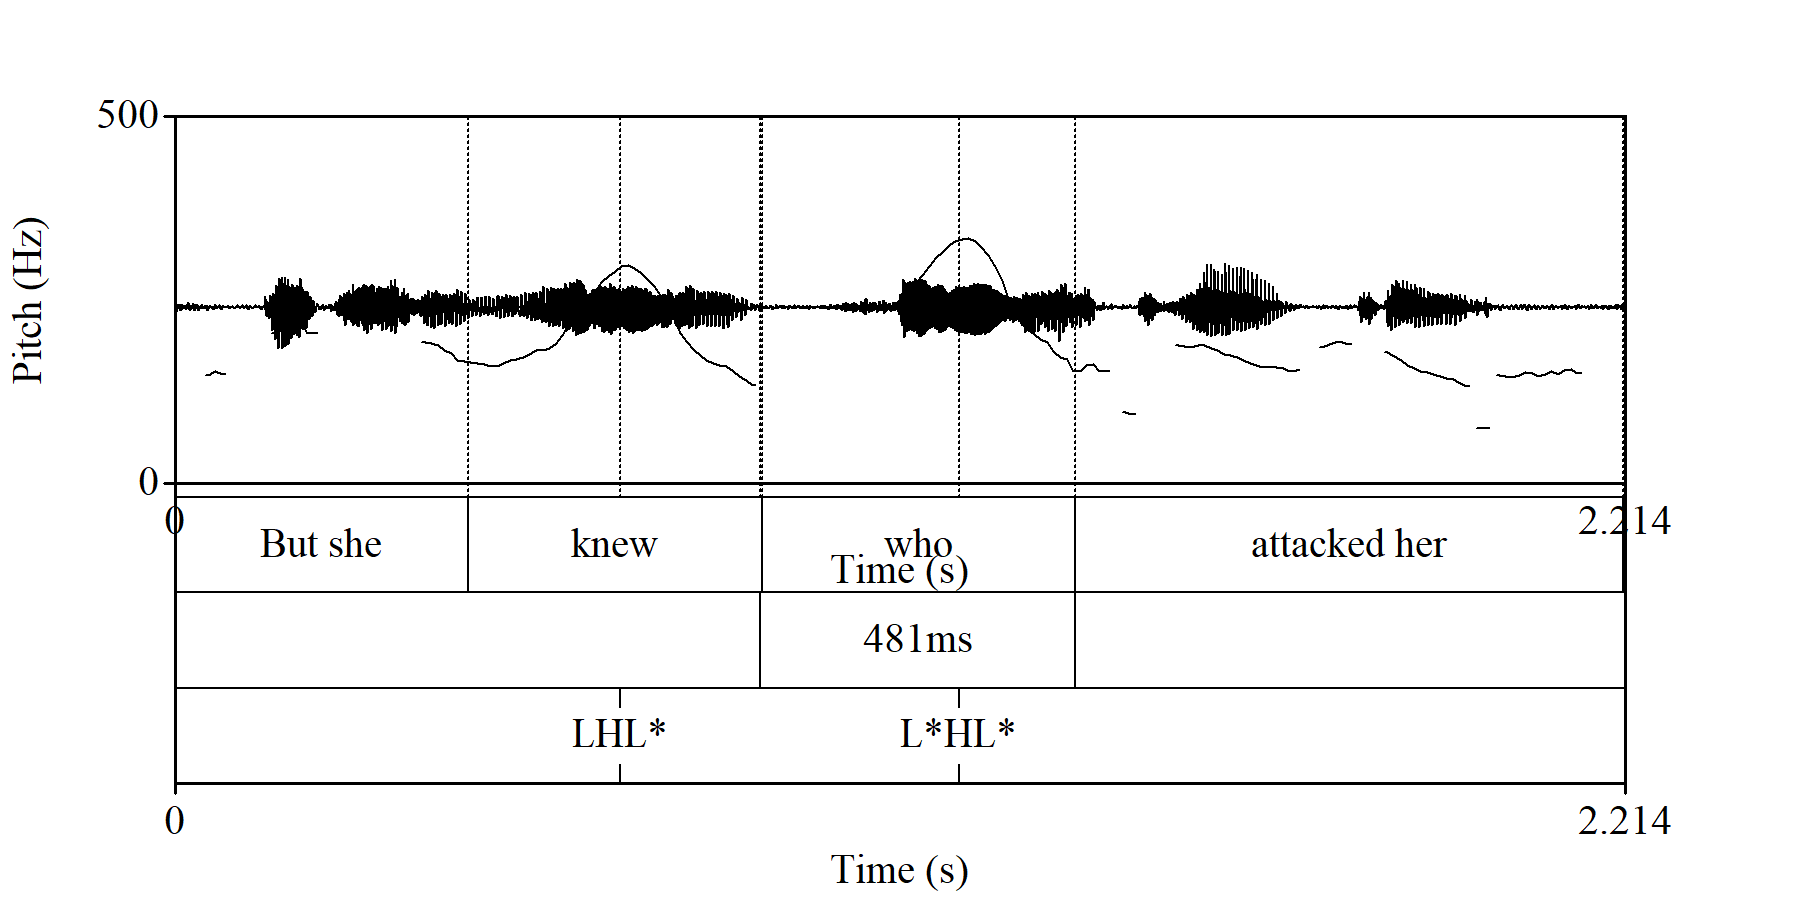 500
Pitch (Hz)
0
0 2.214
But she knew who attacked her
Time (s)
481ms
LHL* L*HL*
0 2.214
Time (s)